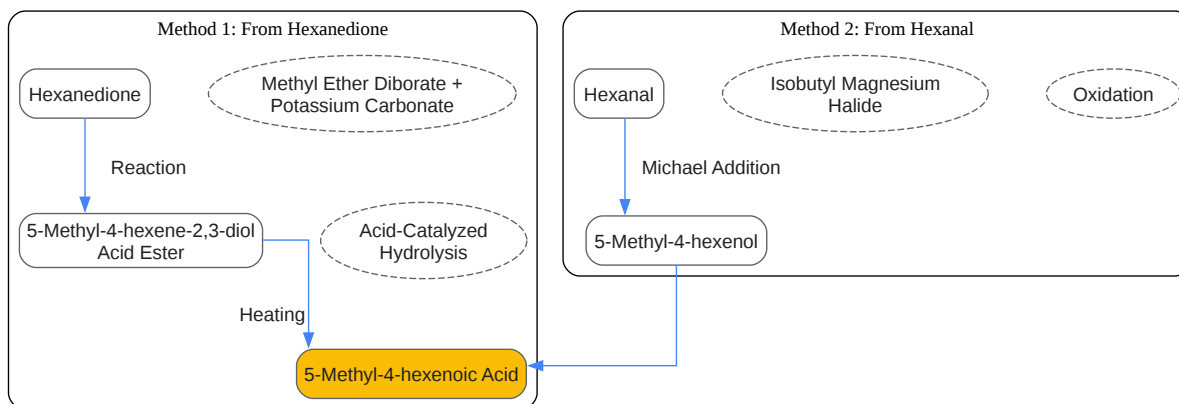 Method 1: From Hexanedione
Hexanedione
Methyl Ether Diborate +
Potassium Carbonate
Reaction
5-Methyl-4-hexene-2,3-diol
Acid Ester
Acid-Catalyzed
Hydrolysis
Heating
5-Methyl-4-hexenoic Acid
Method 2: From Hexanal
Hexanal
Isobutyl Magnesium
Halide
Oxidation
Michael Addition
5-Methyl-4-hexenol